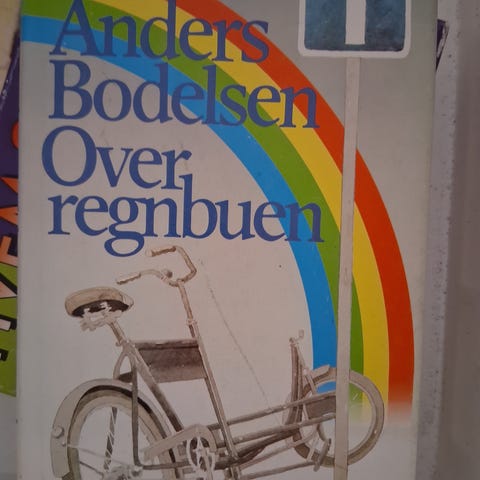 Anders
Bodelsen
Over
regnbuen